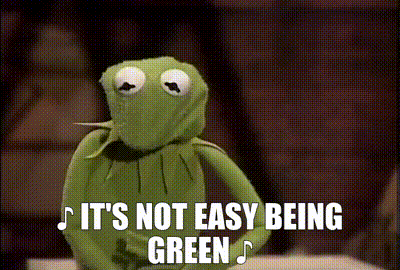 ♪ IT'S NOT EASY BEING
GREEN ♪